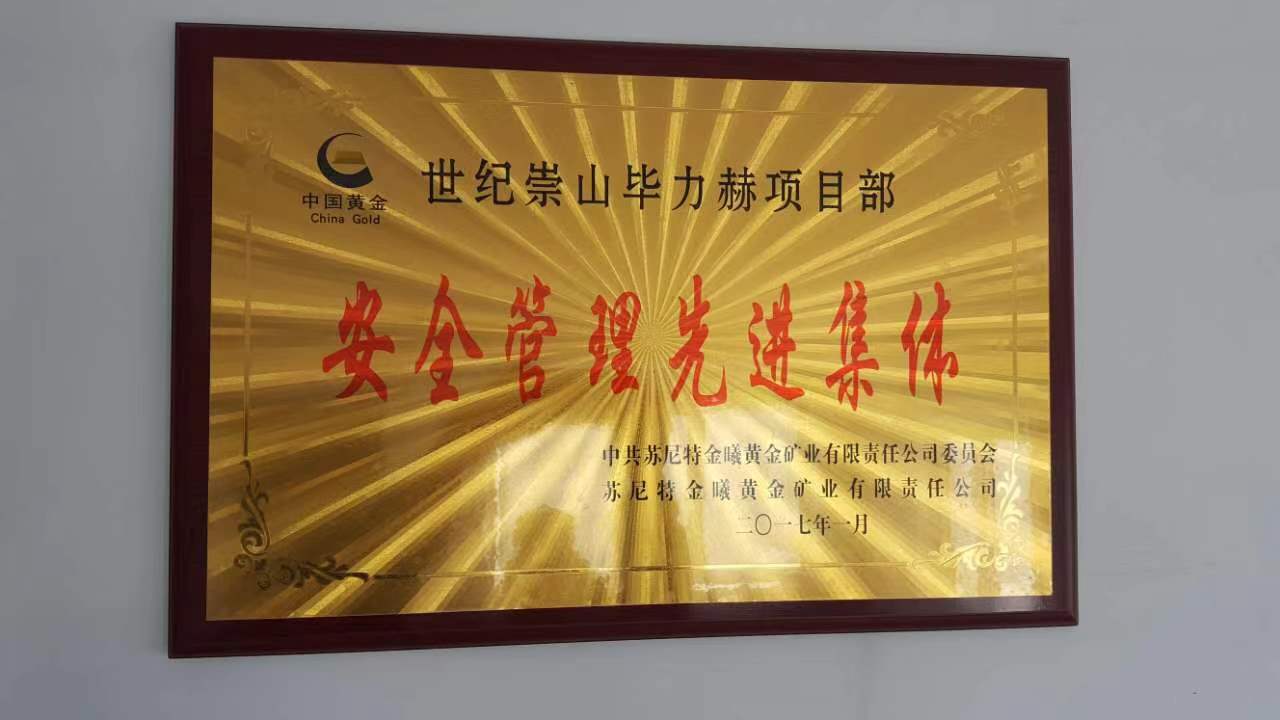 中国黄金
China Gold
世纪崇山毕力赫项目部
安全管理先进集体
中共苏尼特金曦黄金矿业有限责任公司委员会
苏尼特金曦黄金矿业有限责任公司
二〇一七年一月